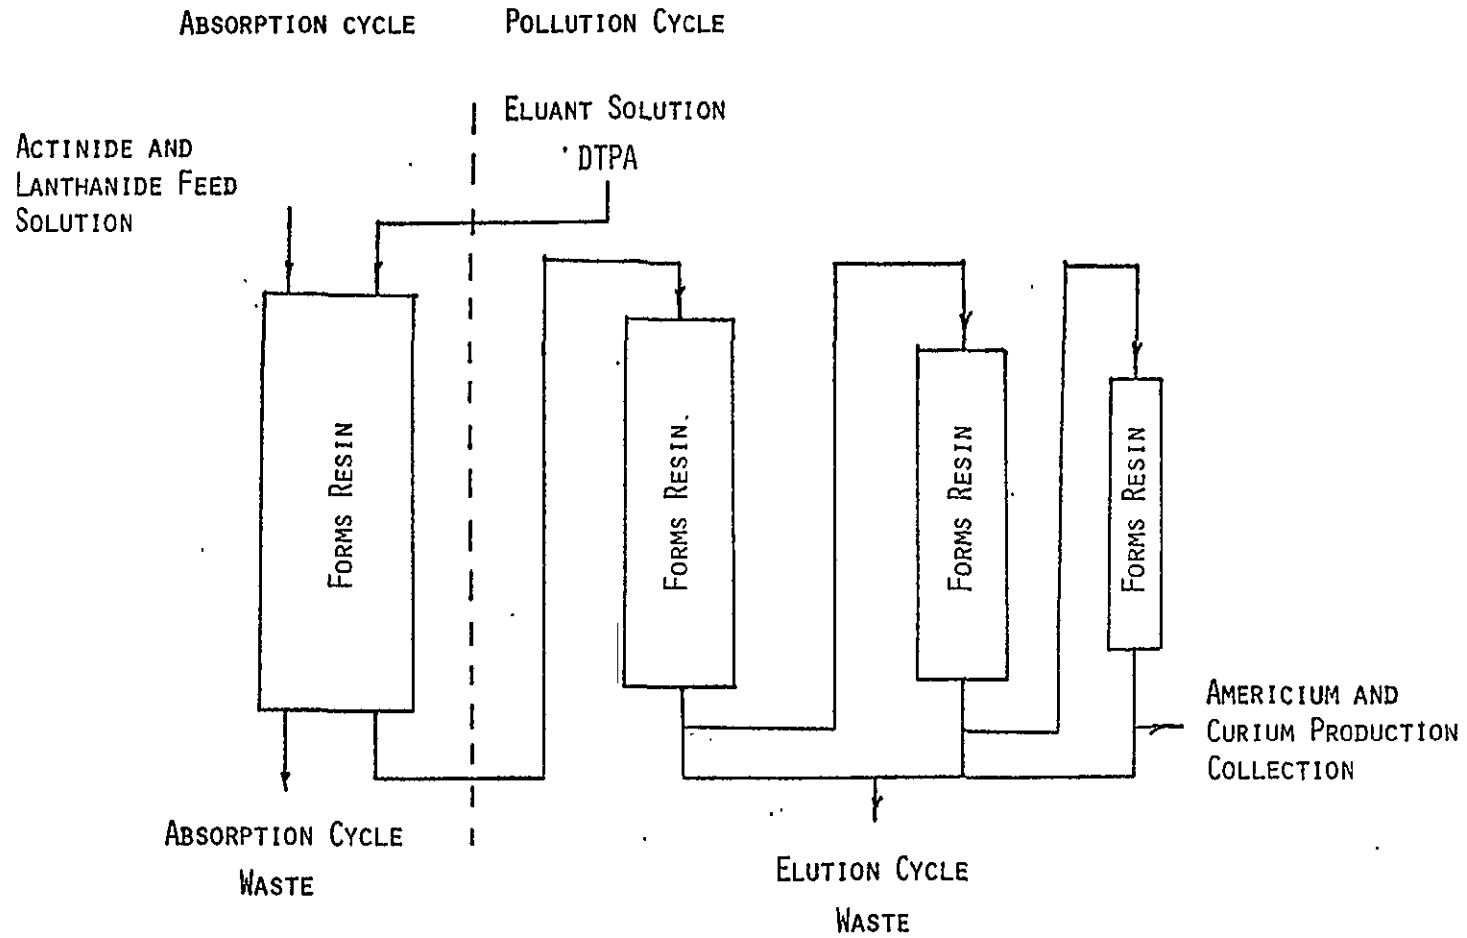 ABSORPTION CYCLE
POLLUTION CYCLE
ELUANT SOLUTION
DTPA
ACTINIDE AND
LANTHANIDE FEED
SOLUTION
FORMS RESIN
FORMS RESIN.
FORMS RESIN
FORMS RESIN
AMERICIUM AND
CURIUM PRODUCTION
COLLECTION
ABSORPTION CYCLE
WASTE
ELUTION CYCLE
WASTE